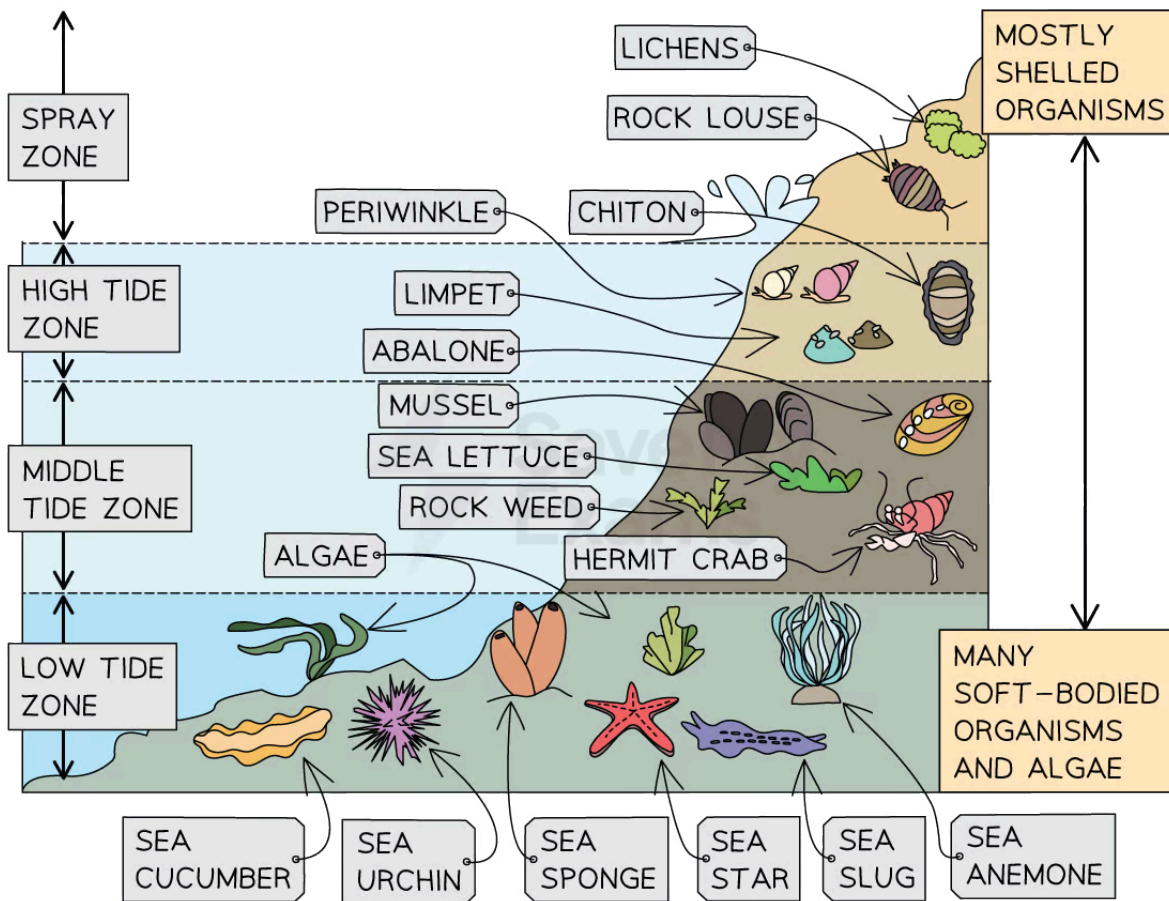 LICHENS
MOSTLY
SHELLED
ORGANISMS
SPRAY
ZONE
ROCK LOUSE
PERIWINKLE
CHITON
HIGH TIDE
ZONE
LIMPET
ABALONE
MUSSEL
SEA LETTUCE
MIDDLE
TIDE ZONE
ROCK WEED
ALGAE
HERMIT CRAB
LOW TIDE
ZONE
MANY
SOFT-BODIED
ORGANISMS
AND ALGAE
SEA
CUCUMBER
SEA
URCHIN
SEA
SPONGE
SEA
STAR
SEA
SLUG
SEA
ANEMONE
Save
Exams